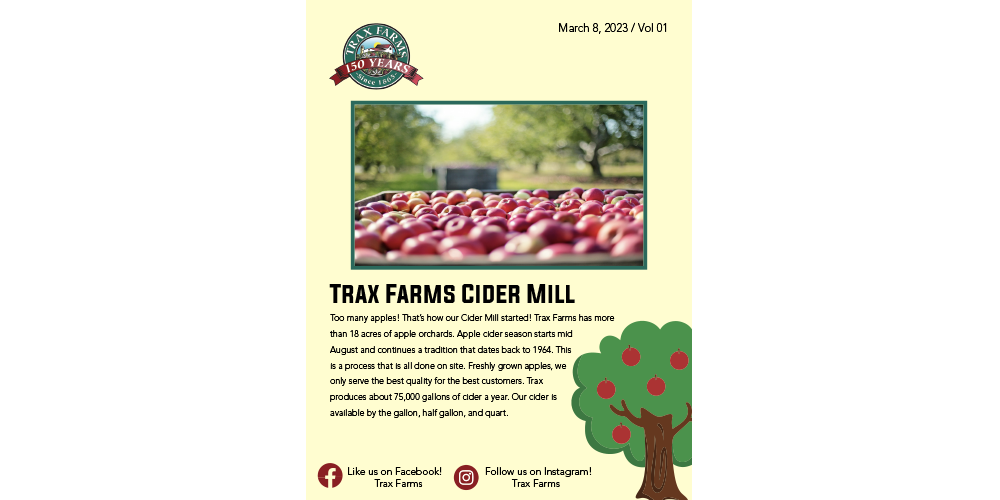 March 8, 2023 / Vol 01
TRAX FARMS
150 YEARS
Since 1865
TRAX FARMS CIDER MILL
Too many apples! That's how our Cider Mill started! Trax Farms has more
than 18 acres of apple orchards. Apple cider season starts mid
August and continues a tradition that dates back to 1964. This
is a process that is all done on site. Freshly grown apples, we
only serve the best quality for the best customers. Trax
produces about 75,000 gallons of cider a year. Our cider is
available by the gallon, half gallon, and quart.
Like us on Facebook!
Trax Farms
Follow us on Instagram!
Trax Farms